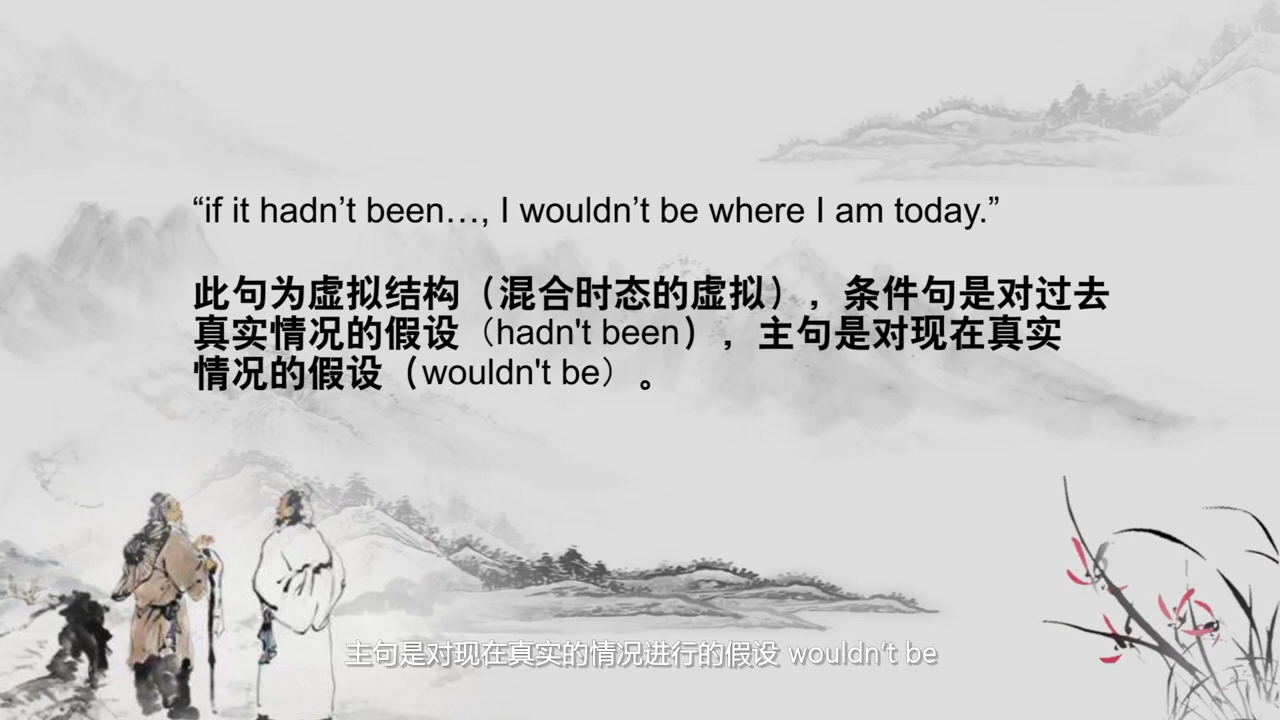 “if it hadn’t been…, I wouldn’t be where I am today.”
此句为虚拟结构（混合时态的虚拟），条件句是对过去
真实情况的假设（hadn't been），主句是对现在真实
情况的假设（wouldn't be）。
主句是对现在真实的情况进行的假设 wouldn't be